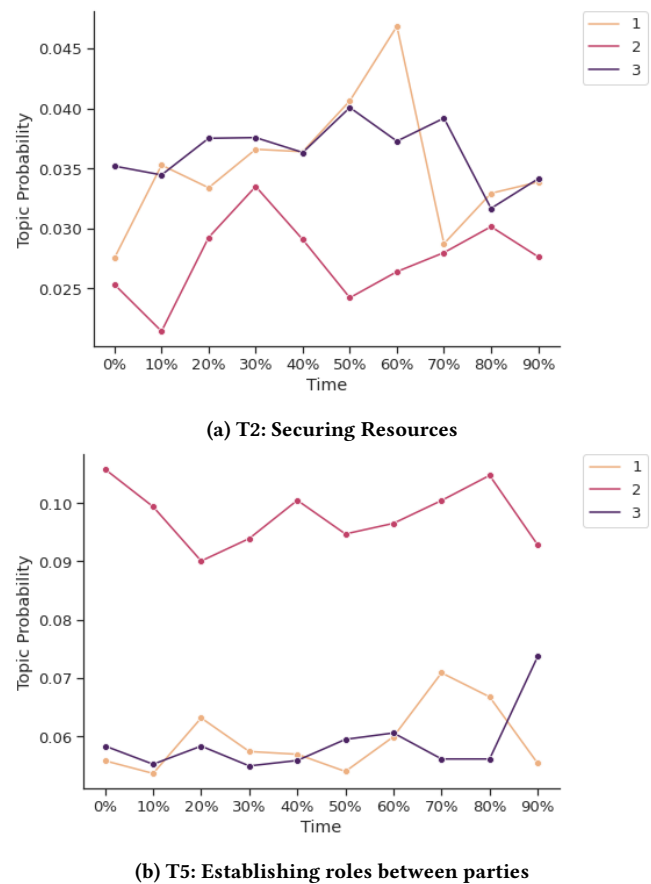 1
2
3
0.045
0.040
0.035
0.030
0.025
Topic Probability
0% 10% 20% 30% 40% 50% 60% 70% 80% 90%
Time
(a) T2: Securing Resources
1
2
3
0.10
0.09
0.08
0.07
0.06
Topic Probability
0% 10% 20% 30% 40% 50% 60% 70% 80% 90%
Time
(b) T5: Establishing roles between parties